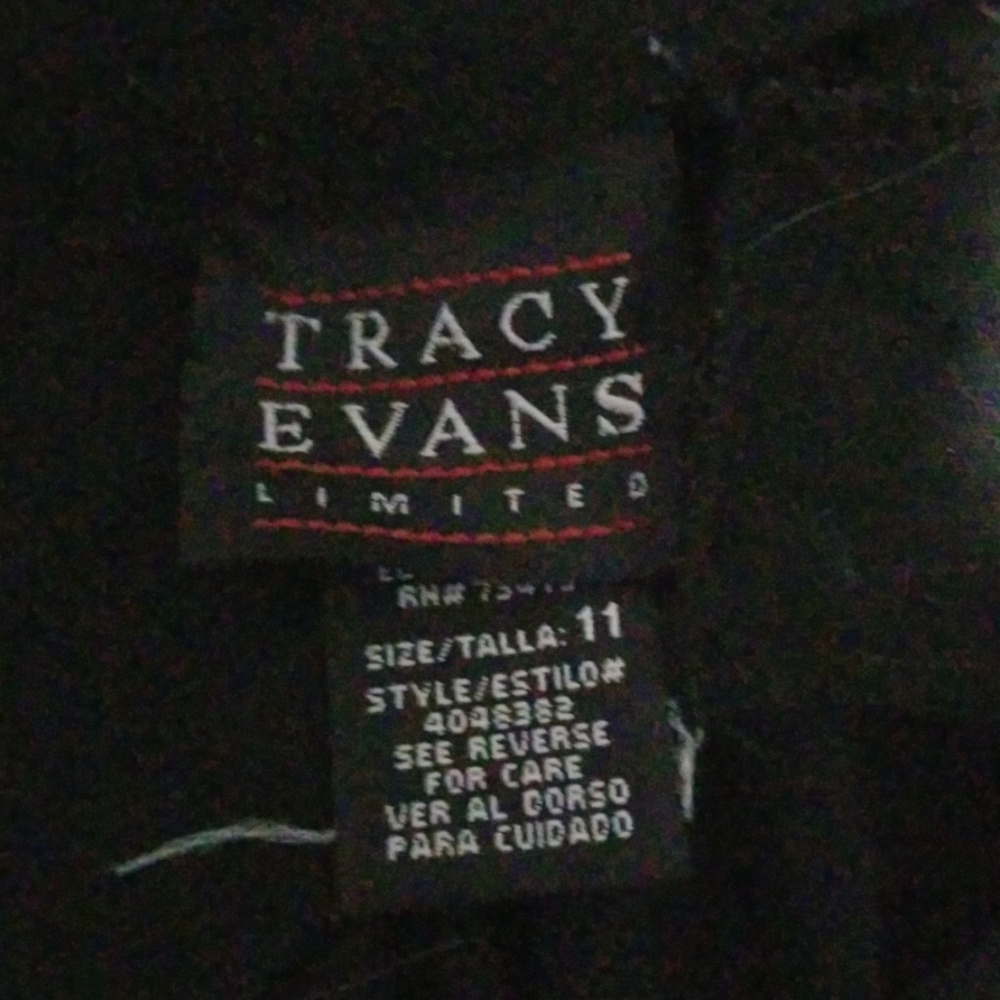 TRACY
EVANS
LIMITED
SIZE/TALLA: 11
STYLE/ESTILO#
4048382
SEE REVERSE
FOR CARE
VER AL DORSO
PARA CUIDADO